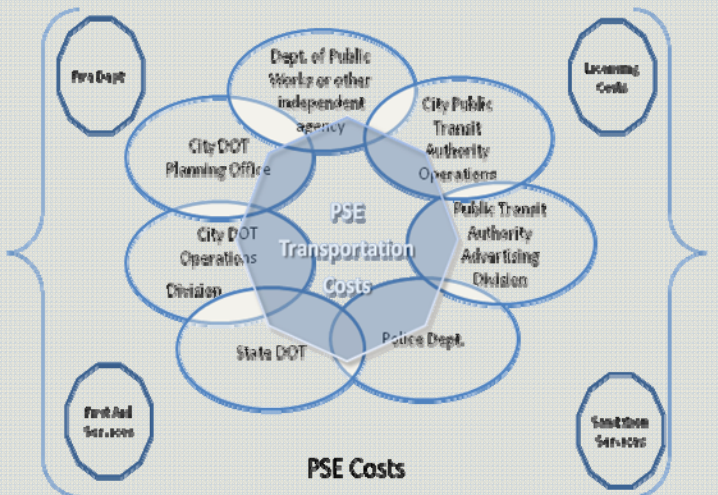 Fire Dept
Dept. of Public
Works or other
independent
agency
Licensing
Costs
City Public
Transit
Authority
Operations
City DOT
Planning Office
Public Transit
Authority
Advertising
Division
City DOT
Operations
Division
PSE
Transportation
Costs
State DOT
Police Dept.
First Aid
Services
Sanitation
Services
PSE Costs